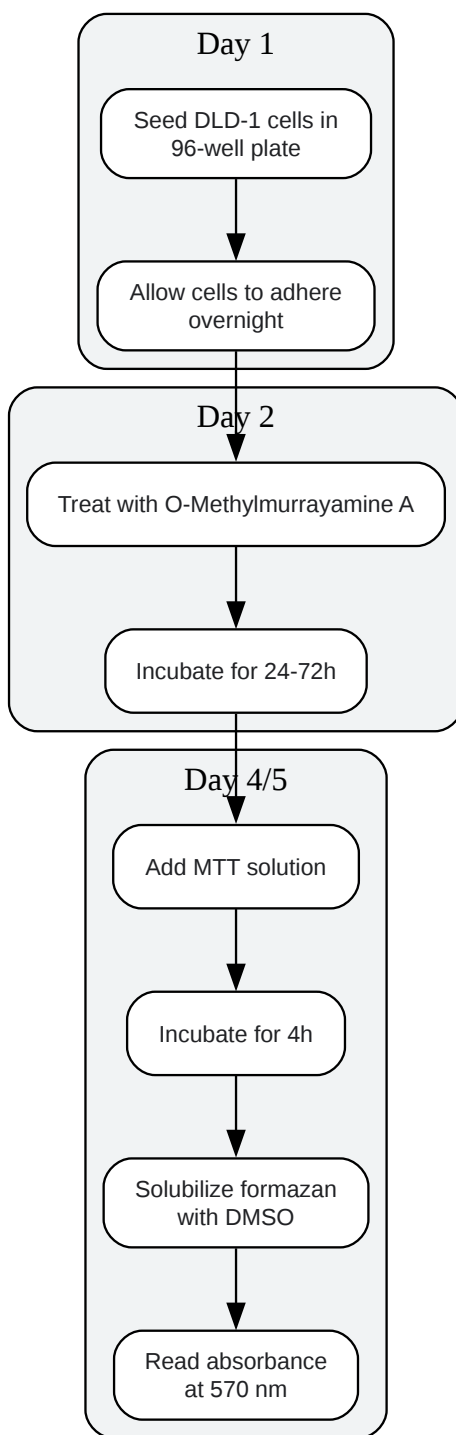 Day 1
Seed DLD-1 cells in
96-well plate
Allow cells to adhere
overnight
Day 2
Treat with O-Methylmurrayamine A
Incubate for 24-72h
Day 4/5
Add MTT solution
Incubate for 4h
Solubilize formazan
with DMSO
Read absorbance
at 570 nm